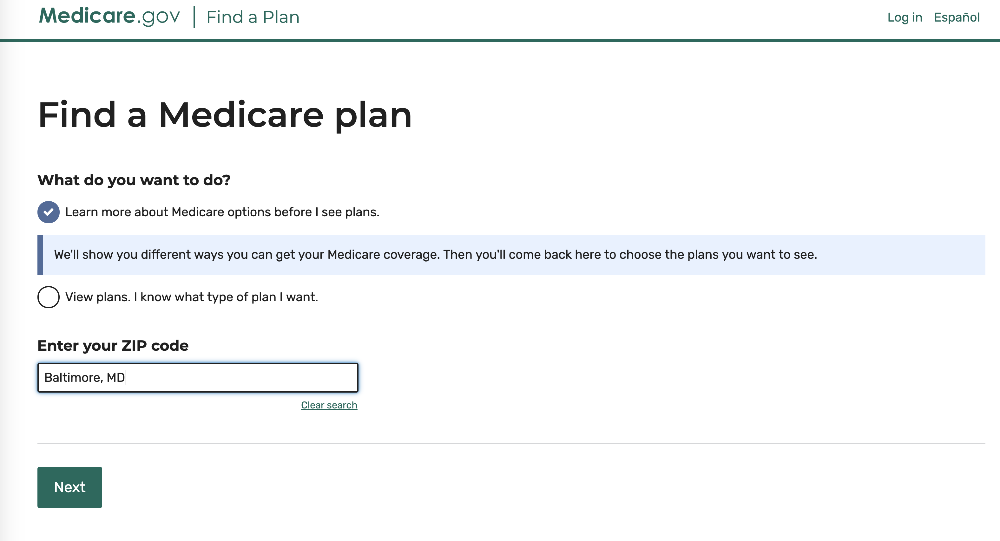 Medicare.gov | Find a Plan
Log in Español
Find a Medicare plan
What do you want to do?
Learn more about Medicare options before I see plans.
We'll show you different ways you can get your Medicare coverage. Then you'll come back here to choose the plans you want to see.
View plans. I know what type of plan I want.
Enter your ZIP code
Baltimore, MD
Clear search
Next